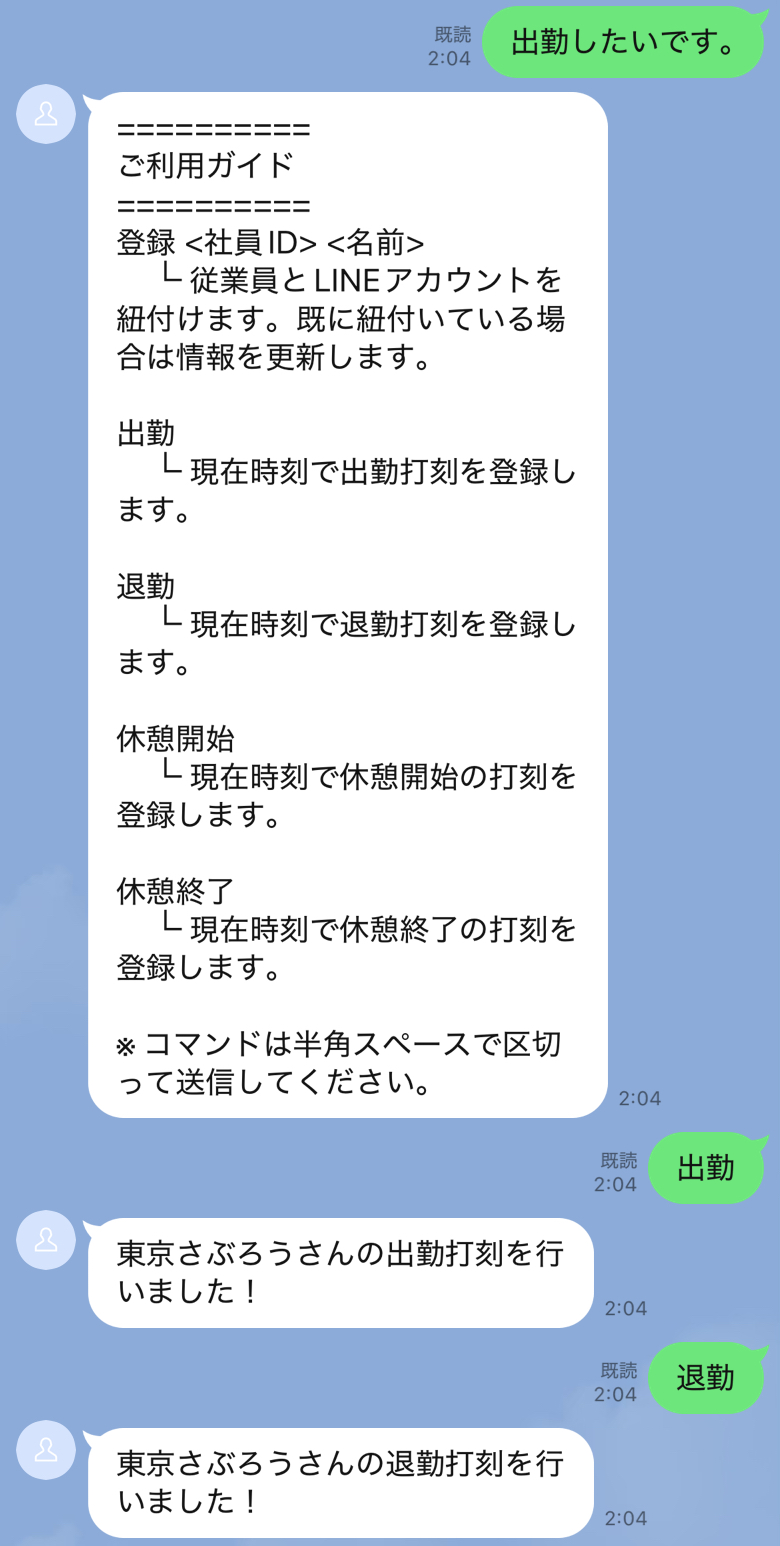 既読
2:04
出勤したいです。
==========
ご利用ガイド
==========
登録 <社員ID> <名前>
└ 従業員とLINEアカウントを
紐付けます。既に紐付いている場
合は情報を更新します。
出勤
└ 現在時刻で出勤打刻を登録し
ます。
退勤
└ 現在時刻で退勤打刻を登録し
ます。
休憩開始
└ 現在時刻で休憩開始の打刻を
登録します。
休憩終了
└ 現在時刻で休憩終了の打刻を
登録します。
※ コマンドは半角スペースで区切
って送信してください。
2:04
既読
2:04
出勤
東京さぶろうさんの出勤打刻を行
いました！
2:04
既読
2:04
退勤
東京さぶろうさんの退勤打刻を行
いました！
2:04